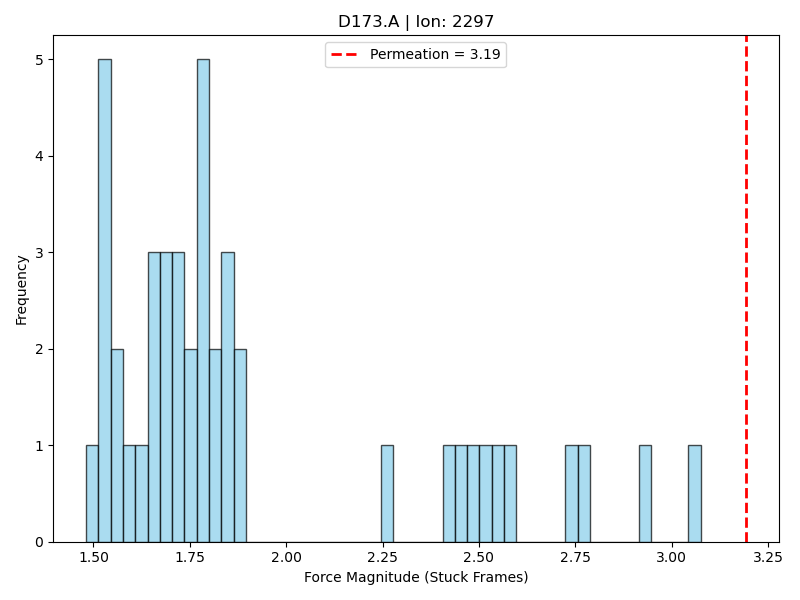 D173.A | Ion: 2297
Permeation = 3.19
5
4
3
2
1
0
Frequency
1.50 1.75 2.00 2.25 2.50 2.75 3.00 3.25
Force Magnitude (Stuck Frames)